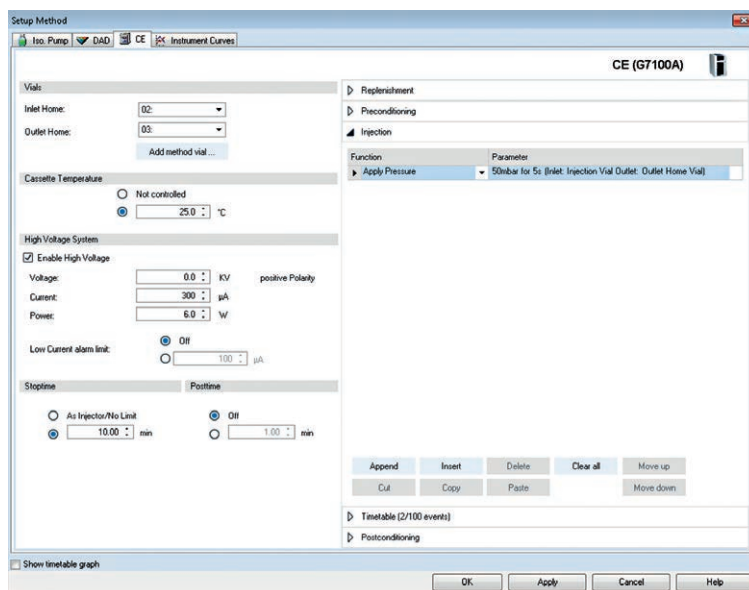 Setup Method
Iso. Pump DAD CE Instrument Curves
CE (G7100A)
Vials
Inlet Home: 02:
Outlet Home: 03:
Add method vial ...
Cassette Temperature
Not controlled
25.0 °C
High Voltage System
Enable High Voltage
Voltage: 0.0 KV positive Polarity
Current: 300 µA
Power: 6.0 W
Low Current alarm limit: Off
100 µA
Stoptime Posttime
As Injector/No Limit Off
10.00 min 1.00 min
Replenishment
Preconditioning
Injection
Function Parameter
Apply Pressure 50mbar for 5s (Inlet: Injection Vial Outlet: Outlet Home Vial)
Append Insert Delete Clear all Move up
Cut Copy Paste Move down
Timetable (2/100 events)
Postconditioning
Show timetable graph
OK Apply Cancel Help